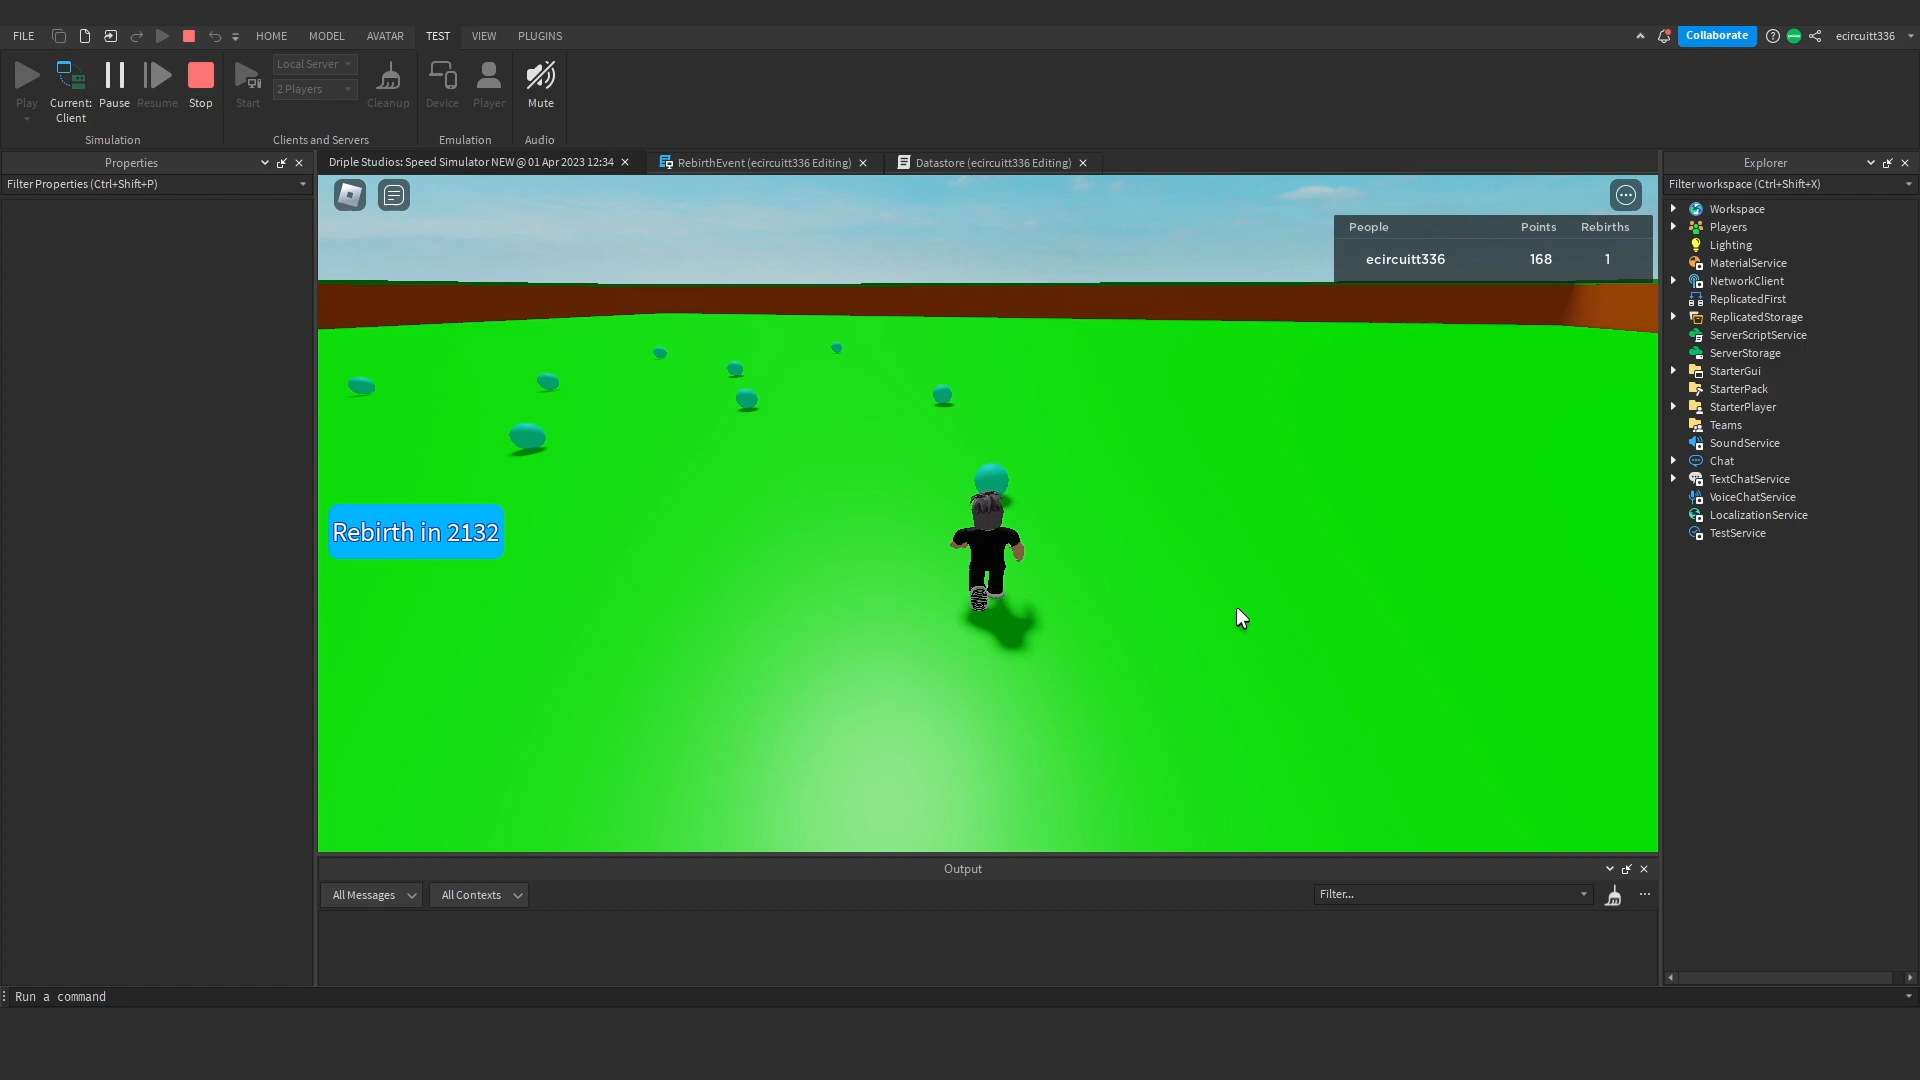 FILE HOME MODEL AVATAR TEST VIEW PLUGINS Collaborate ecircuitt336
Play Current: Client Pause Resume Stop Start Local Server 2 Players Cleanup Device Player Mute
Simulation Clients and Servers Emulation Audio
Properties
Filter Properties (Ctrl+Shift+P)
Driple Studios: Speed Simulator NEW @ 01 Apr 2023 12:34 RebirthEvent (ecircuitt336 Editing) Datastore (ecircuitt336 Editing)
People Points Rebirths
ecircuitt336 168 1
Rebirth in 2132
Output
All Messages All Contexts Filter...
Run a command
Explorer
Filter workspace (Ctrl+Shift+X)
Workspace
Players
Lighting
MaterialService
NetworkClient
ReplicatedFirst
ReplicatedStorage
ServerScriptService
ServerStorage
StarterGui
StarterPack
StarterPlayer
Teams
SoundService
Chat
TextChatService
VoiceChatService
LocalizationService
TestService